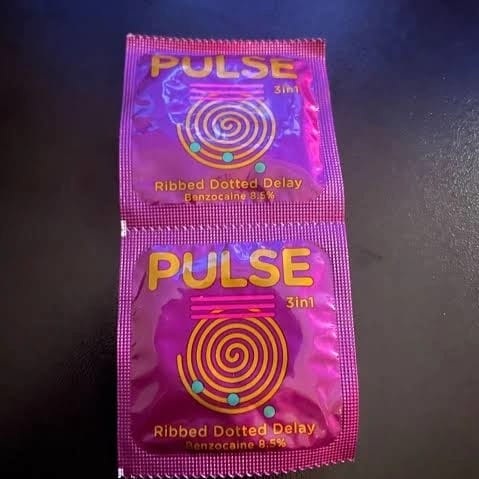 PULSE
3in1
Ribbed Dotted Delay
Benzocaine 8.5%
PULSE
3in1
Ribbed Dotted Delay
Benzocaine 8.5%